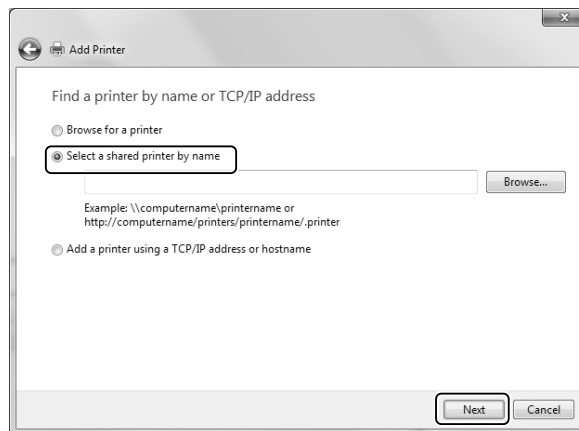 x
Add Printer
Find a printer by name or TCP/IP address
Browse for a printer
Select a shared printer by name
Browse...
Example: \\computername\printername or
http://computername/printers/printername/.printer
Add a printer using a TCP/IP address or hostname
Next Cancel